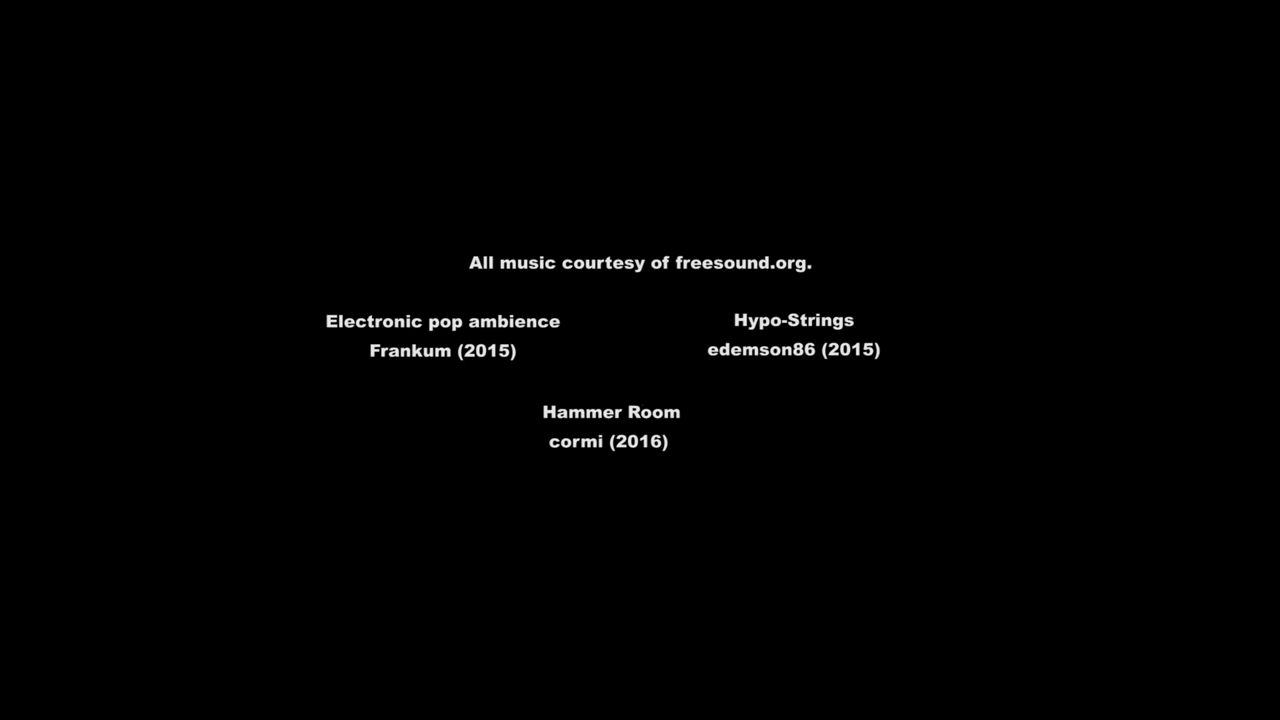 All music courtesy of freesound.org.
Electronic pop ambience
Frankum (2015)
Hypo-Strings
edemson86 (2015)
Hammer Room
cormi (2016)